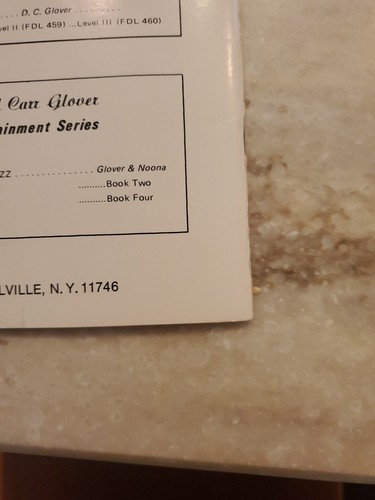 .... D. C. Glover .........
vel II (FDL 459) ...Level III (FDL 460)
Carr Glover
ainment Series
ZZ ............... Glover & Noona
..........Book Two
..........Book Four
LVILLE, N.Y. 11746